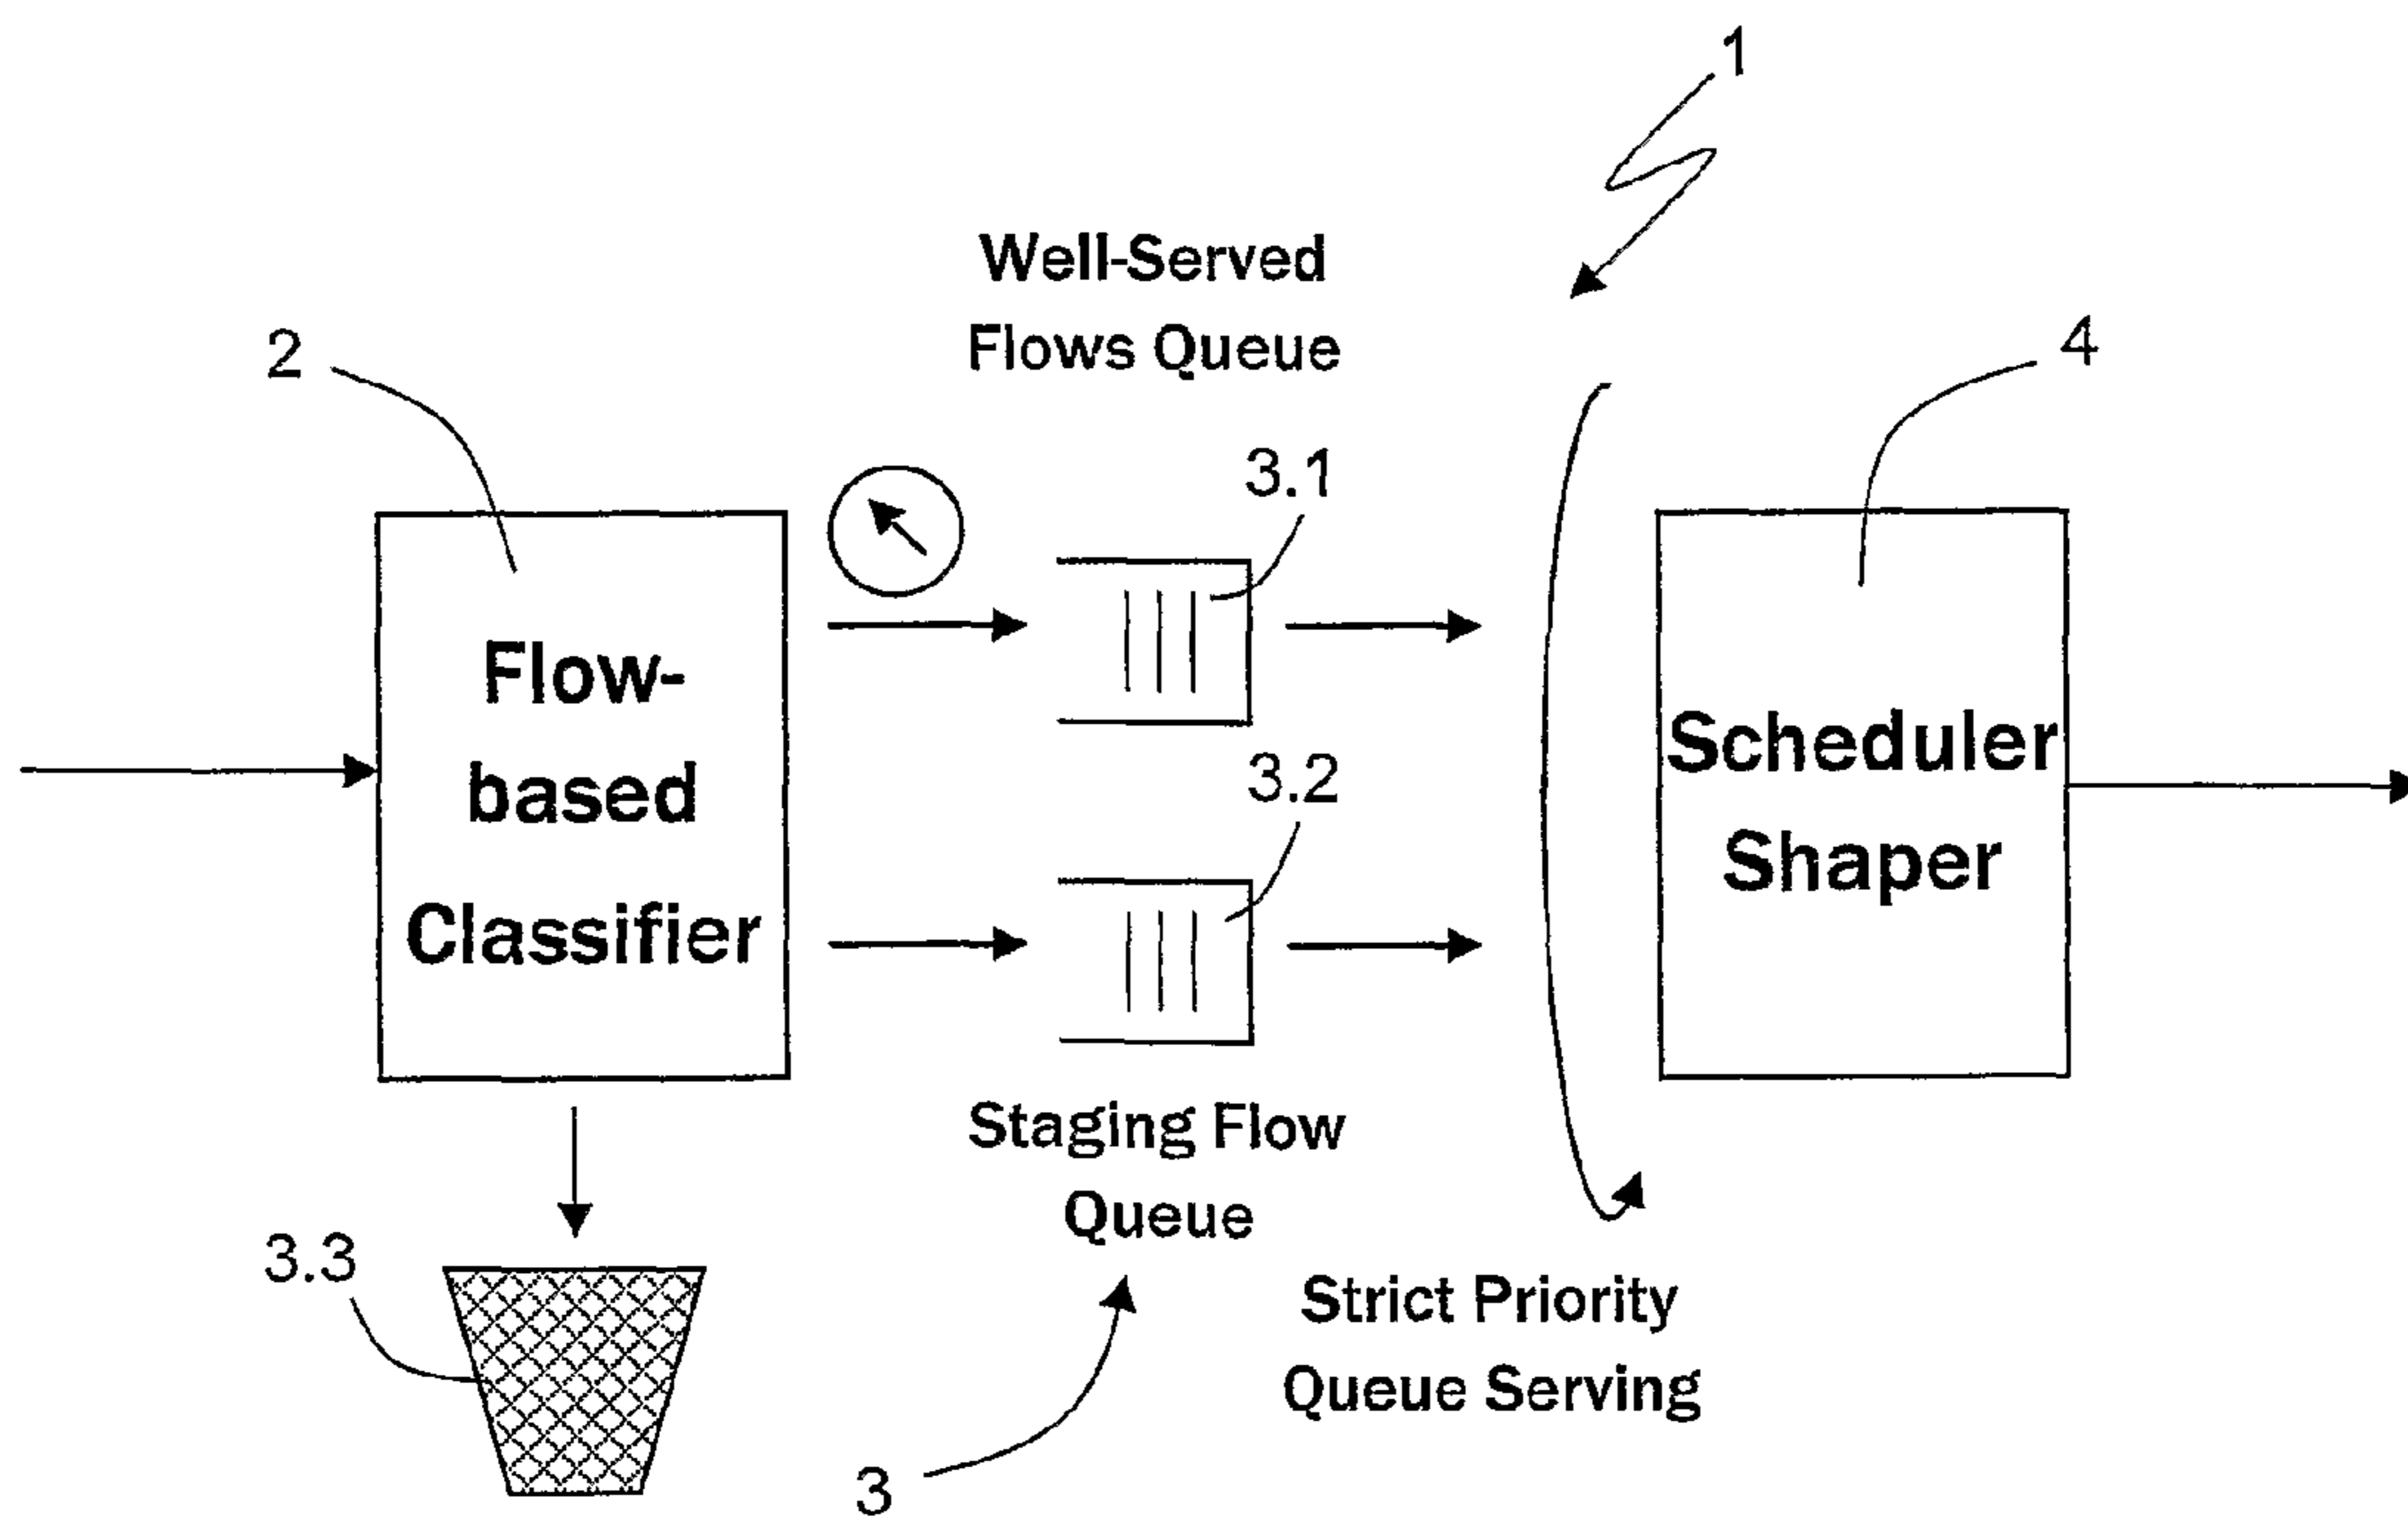 1
Well-Served
Flows Queue
2
4
3.1
Flow-
based
Classifier
Scheduler
Shaper
3.2
Staging Flow
Queue
3.3
Strict Priority
Queue Serving
3